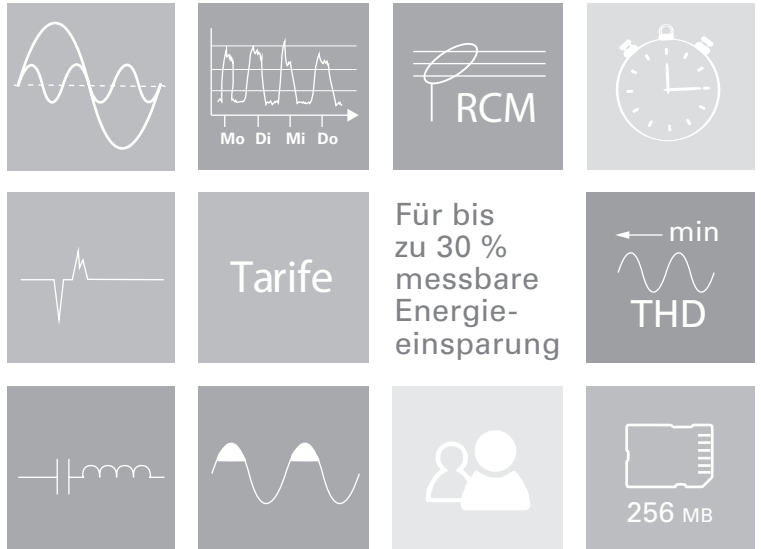 Mo Di Mi Do
RCM
Tarife
Für bis
zu 30 %
messbare
Energie-
einsparung
min
THD
256 MB